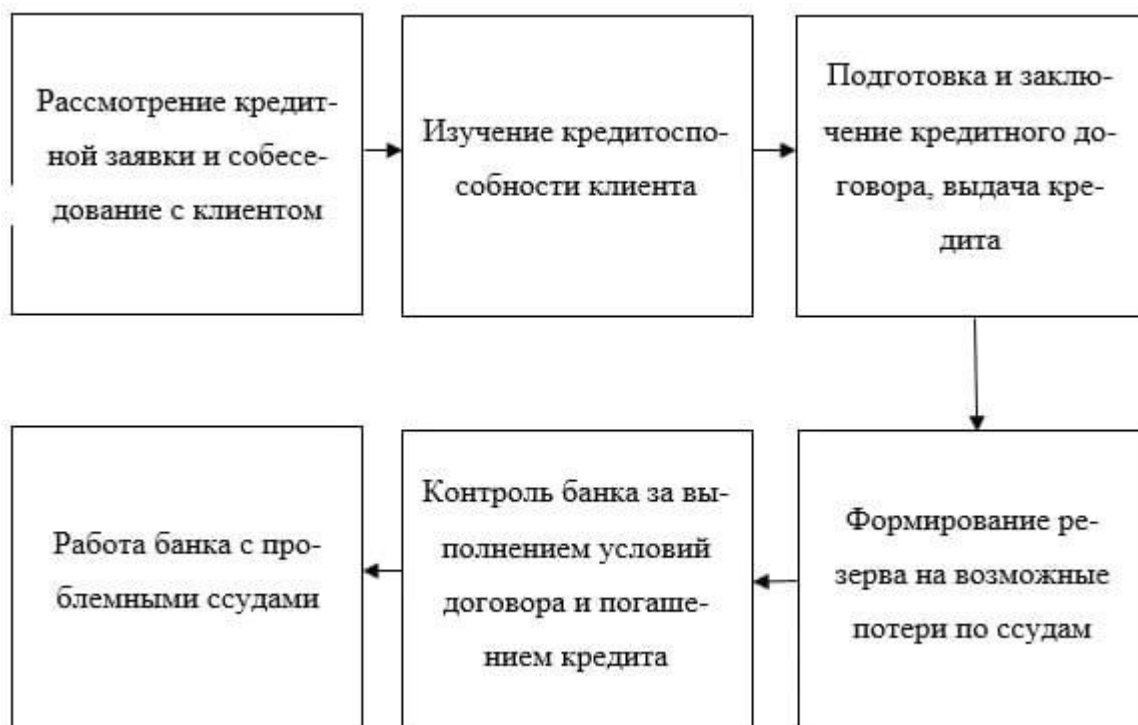 Рассмотрение кредит-
ной заявки и собесе-
дование с клиентом
Изучение кредитоспо-
собности клиента
Подготовка и заклю-
чение кредитного до-
говора, выдача кре-
дита
Формирование ре-
зерва на возможные
потери по ссудам
Контроль банка за вы-
полнением условий
договора и погаше-
нием кредита
Работа банка с про-
блемными ссудами